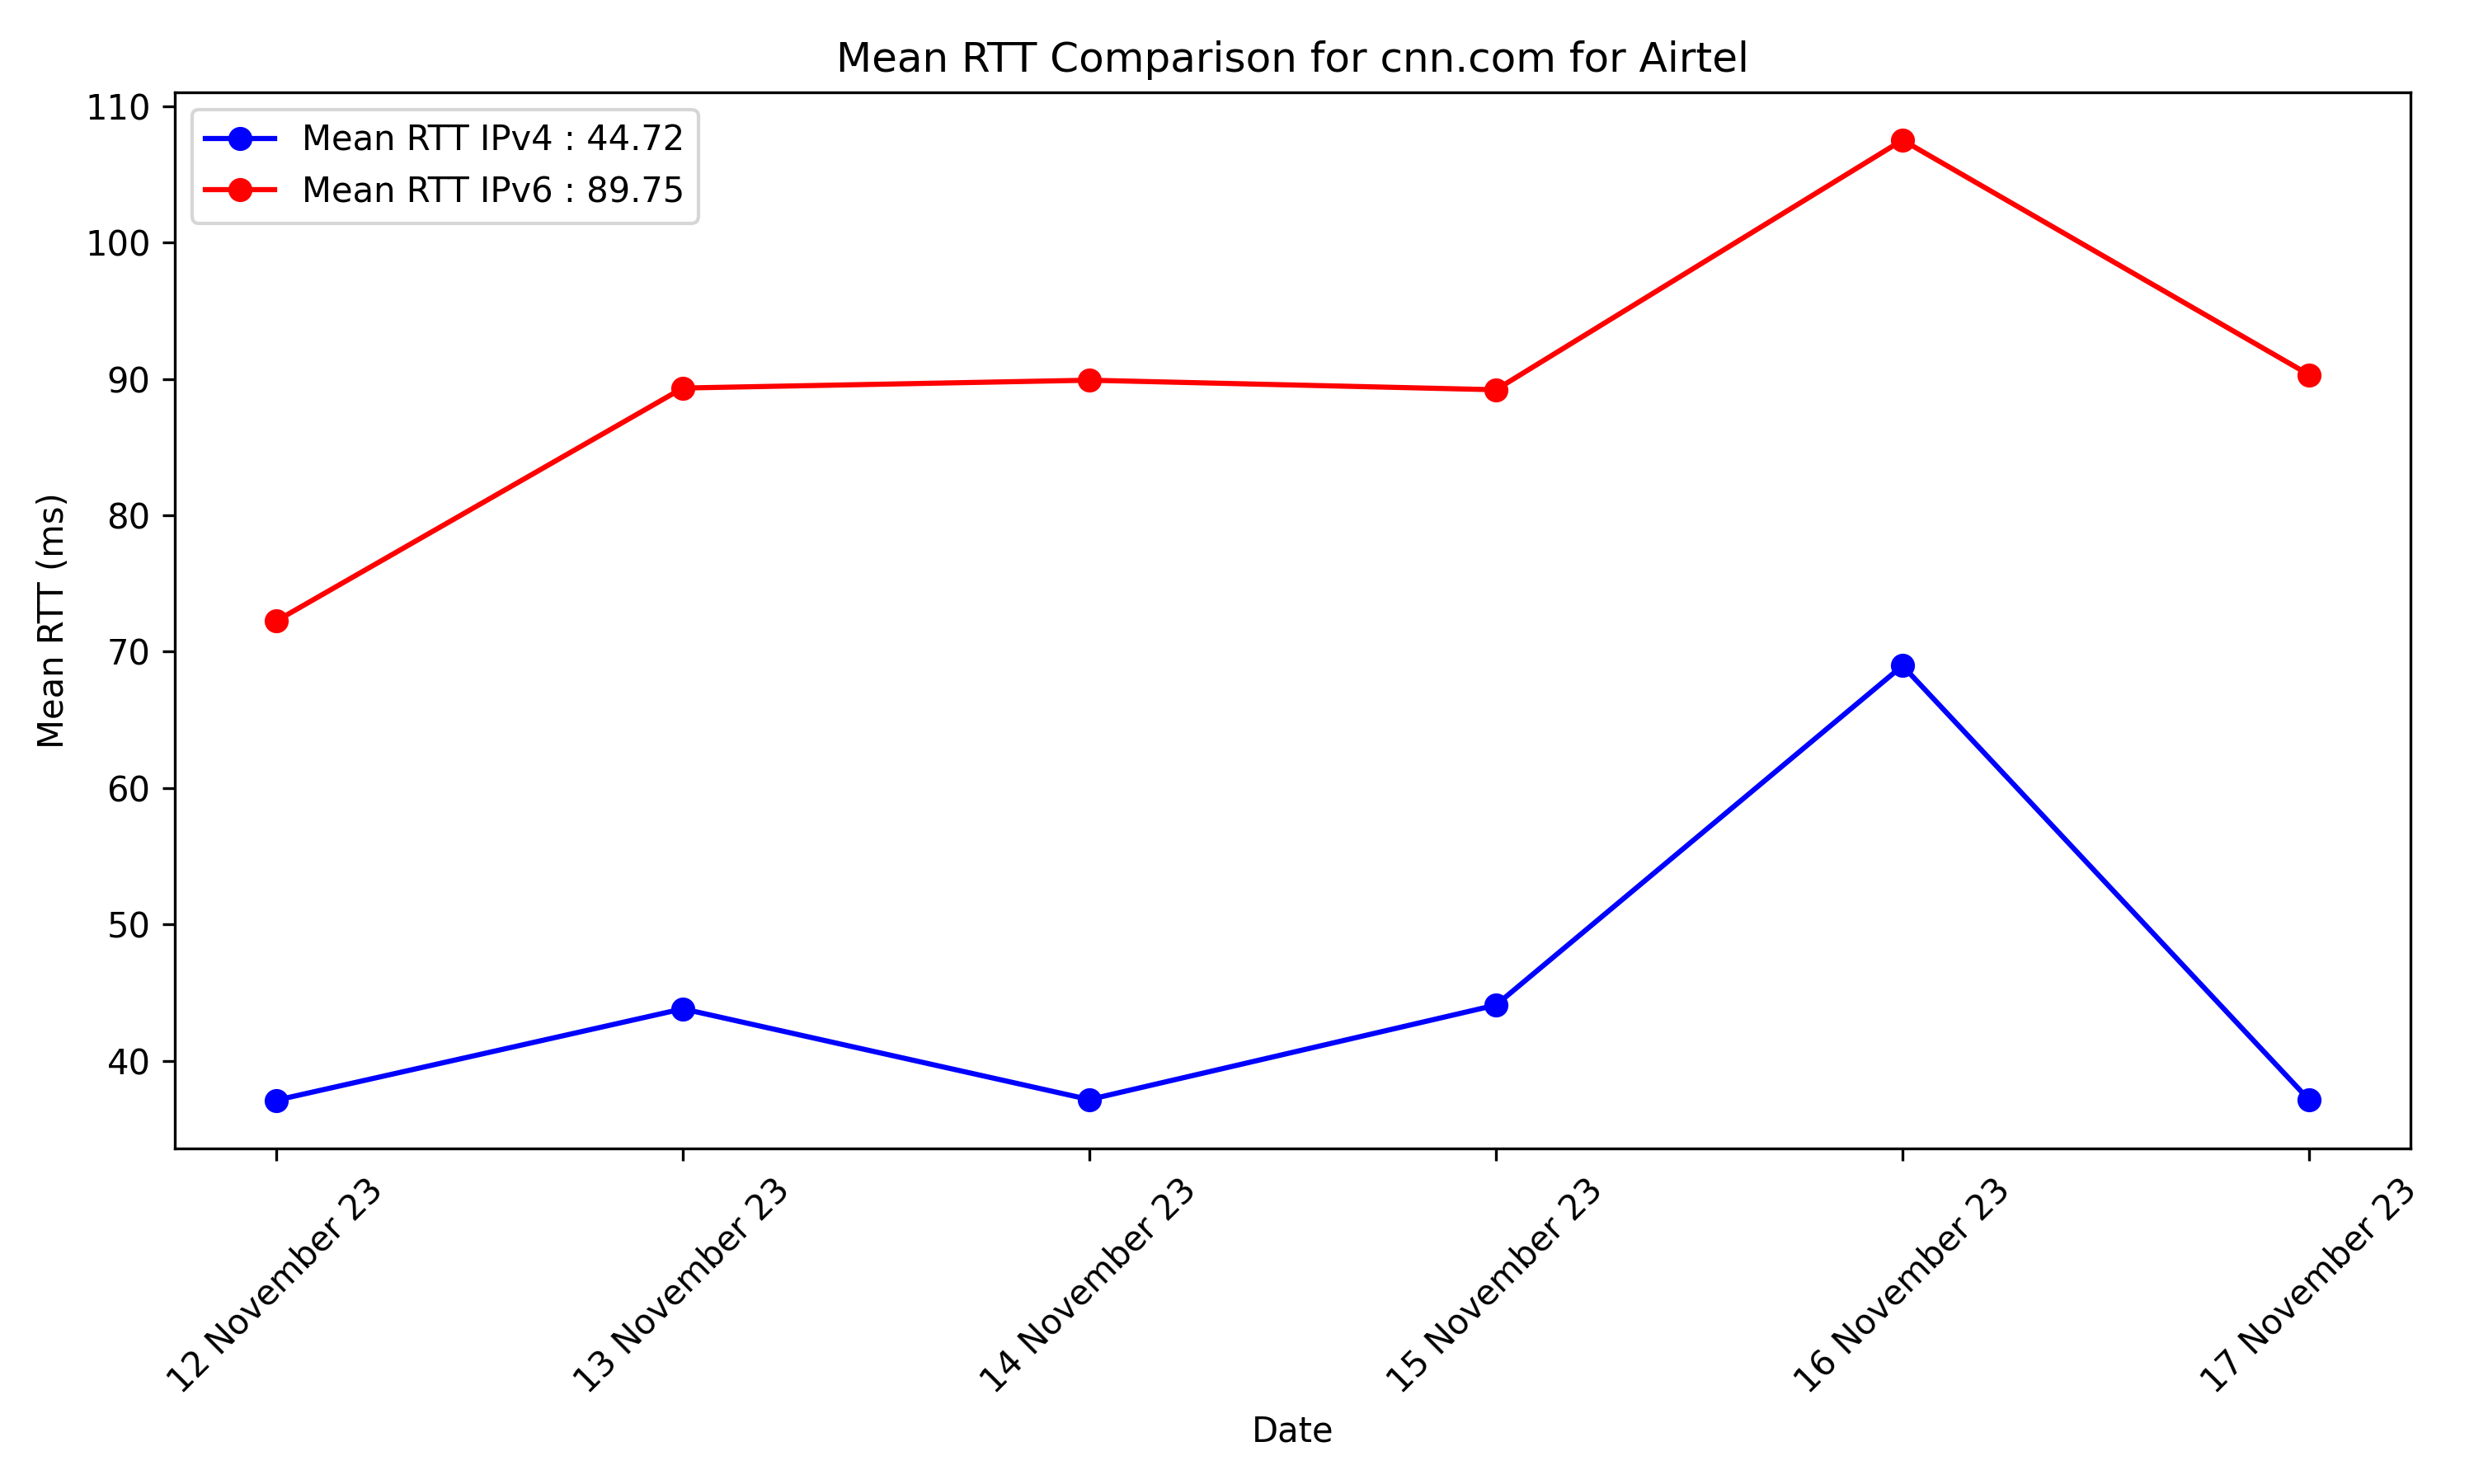 Mean RTT Comparison for cnn.com for Airtel
Mean RTT IPv4 : 44.72
Mean RTT IPv6 : 89.75
110
100
90
80
70
60
50
40
Mean RTT (ms)
12 November 23
13 November 23
14 November 23
15 November 23
16 November 23
17 November 23
Date